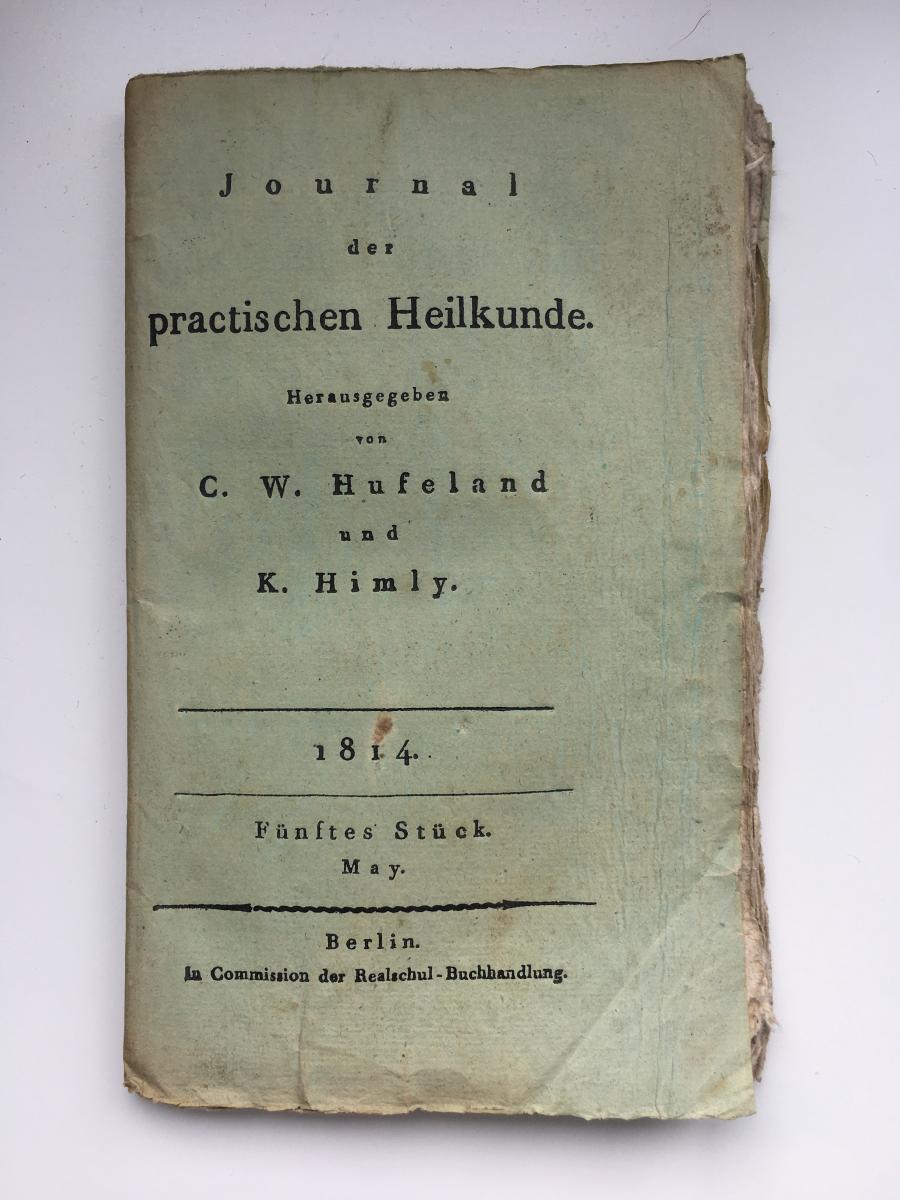 Journal
der
practischen Heilkunde.
Herausgegeben
von
C. W. Hufeland
und
K. Himly.
1814.
Fünftes Stück.
May.
Berlin.
In Commission der Realschul-Buchhandlung.